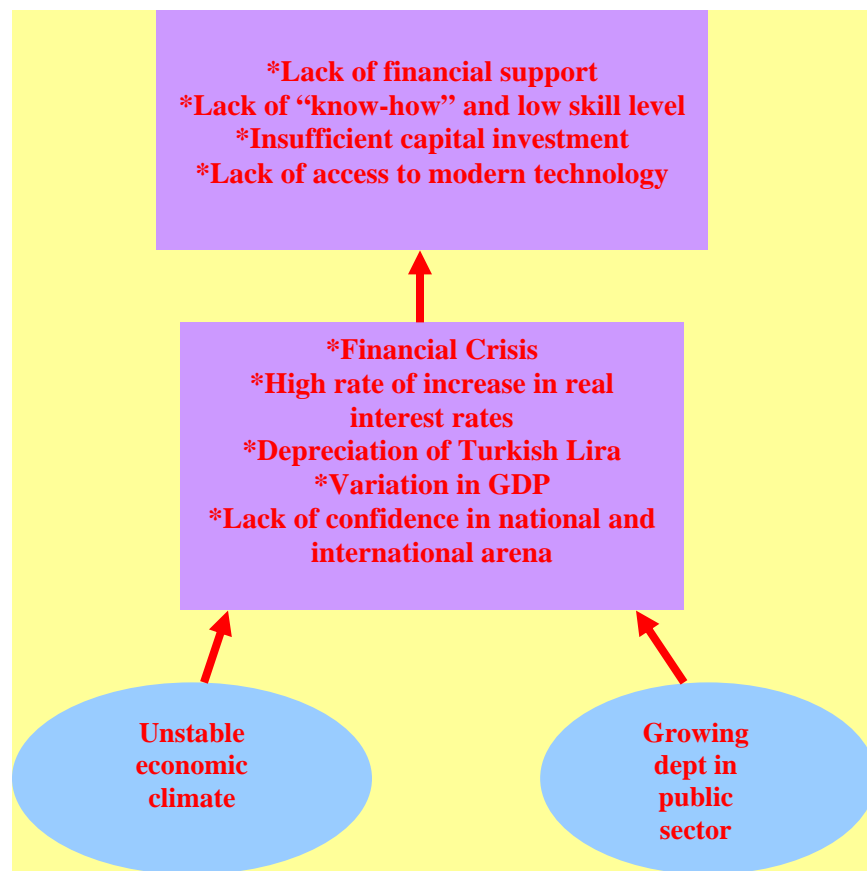 *Lack of financial support
*Lack of “know-how” and low skill level
*Insufficient capital investment
*Lack of access to modern technology
*Financial Crisis
*High rate of increase in real
interest rates
*Depreciation of Turkish Lira
*Variation in GDP
*Lack of confidence in national and
international arena
Unstable
economic
climate
Growing
dept in
public
sector